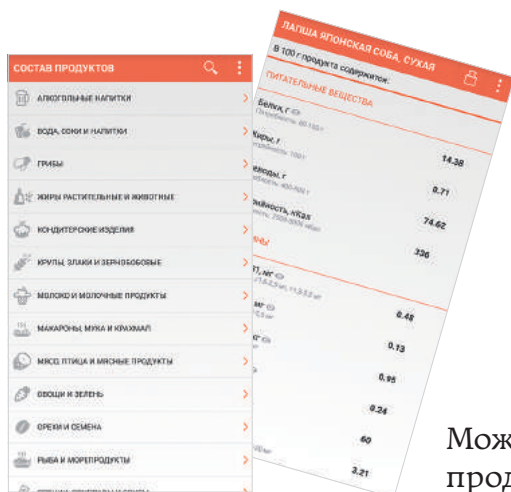 СОСТАВ ПРОДУКТОВ
АЛКОГОЛЬНЫЕ НАПИТКИ
ВОДА, СОКИ И НАПИТКИ
ГРИБЫ
ЖИРЫ РАСТИТЕЛЬНЫЕ И ЖИВОТНЫЕ
КОНДИТЕРСКИЕ ИЗДЕЛИЯ
КРУПЫ, ЗЛАКИ И ЗЕРНОБОБОВЫЕ
МОЛОКО И МОЛОЧНЫЕ ПРОДУКТЫ
МАКАРОНЫ, МУКА И КРАХМАЛ
МЯСО, ПТИЦА И МЯСНЫЕ ПРОДУКТЫ
ОВОЩИ И ЗЕЛЕНЬ
ОРЕХИ И СЕМЕНА
РЫБА И МОРЕПРОДУКТЫ
ЛАПША ЯПОНСКАЯ СОБА, СУХАЯ
В 100 г продукта содержится:
ПИТАТЕЛЬНЫЕ ВЕЩЕСТВА
Белки, г
14.38
Жиры, г
0.71
74.62
336
0.48
0.13
0.95
0.24
60
3.21
Мож
прод